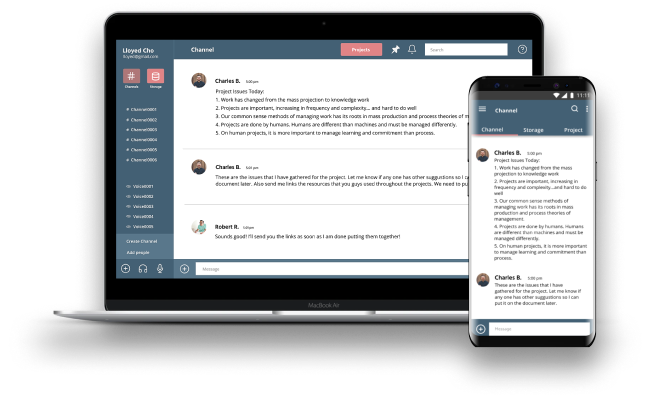 Lloyed Cho
lloyed@gmail.com
Channels
Storage
# Channel0001
# Channel0002
# Channel0003
# Channel0004
# Channel0005
# Channel0006
Voice0001
Voice0002
Voice0003
Voice0004
Voice0005
Create Channel
Add people
Channel
Projects
Search
Charles B. 5:00 pm
Project Issues Today:
1. Work has changed from the mass projection to knowledge work
2. Projects are important, increasing in frequency and complexity... and hard to do well
3. Our common sense methods of managing work has its roots in mass production and process theories of m
4. Projects are done by humans. Humans are different than machines and must be managed differently.
5. On human projects, it is more important to manage learning and commitment than process.
Charles B. 5:01 pm
These are the issues that I have gathered for the project. Let me know if any one has other suggustions so I c
document later. Also send me links the resources that you guys used throughout the projects. We need to pu
Robert R. 5:05 pm
Sounds good! I'll send you the links as soon as I am done putting them together!
Message
MacBook Air
11:11
Channel
Channel Storage Project
Charles B. 5:00 pm
Project Issues Today:
1. Work has changed from the mass
projection to knowledge work
2. Projects are important, increasing in
frequency and complexity...and hard to do
well
3. Our common sense methods of
managing work has its roots in mass
production and process theories of
management.
4. Projects are done by humans. Humans
are different than machines and must be
managed differently.
5. On human projects, it is more important
to manage learning and commitment than
process.
Charles B. 5:00 pm
These are the issues that I have
gathered for the project. Let me know if
any one has other suggustions so I can
put it on the document later.
Message